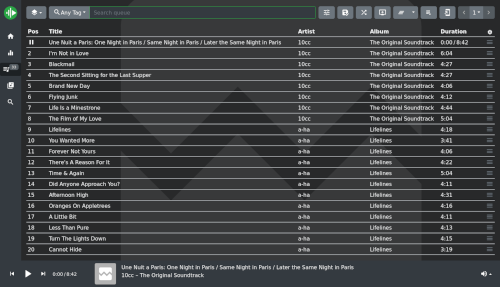 Any Tag
Search queue
1
Pos Title Artist Album Duration
Une Nuit a Paris: One Night in Paris / Same Night in Paris / Later the Same Night in Paris 10cc The Original Soundtrack 0:00 / 8:42
2 I'm Not in Love 10cc The Original Soundtrack 6:04
3 Blackmail 10cc The Original Soundtrack 4:27
4 The Second Sitting for the Last Supper 10cc The Original Soundtrack 4:27
5 Brand New Day 10cc The Original Soundtrack 4:06
6 Flying Junk 10cc The Original Soundtrack 4:12
7 Life is a Minestrone 10cc The Original Soundtrack 4:44
8 The Film of My Love 10cc The Original Soundtrack 5:04
9 Lifelines a-ha Lifelines 4:18
10 You Wanted More a-ha Lifelines 3:41
11 Forever Not Yours a-ha Lifelines 4:06
12 There's A Reason For It a-ha Lifelines 4:22
13 Time & Again a-ha Lifelines 5:04
14 Did Anyone Approach You? a-ha Lifelines 4:11
15 Afternoon High a-ha Lifelines 4:31
16 Oranges On Appletrees a-ha Lifelines 4:16
17 A Little Bit a-ha Lifelines 4:11
18 Less Than Pure a-ha Lifelines 4:13
19 Turn The Lights Down a-ha Lifelines 4:15
20 Cannot Hide a-ha Lifelines 3:19
0:00 / 8:42
Une Nuit a Paris: One Night in Paris / Same Night in Paris / Later the Same Night in Paris
10cc – The Original Soundtrack